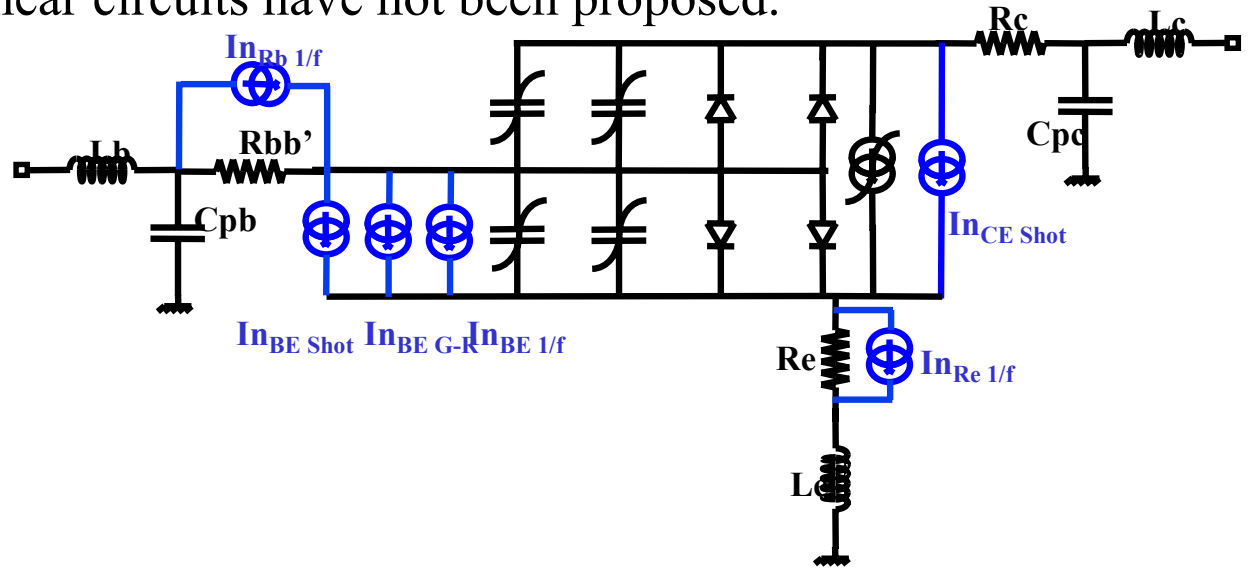 near circuits have not been proposed.
Rc
Lc
In Rb 1/f
Lb
Rbb’
Cpc
Cpb
In CE Shot
In BE Shot
In BE G-R
In BE 1/f
Re
In Re 1/f
Le